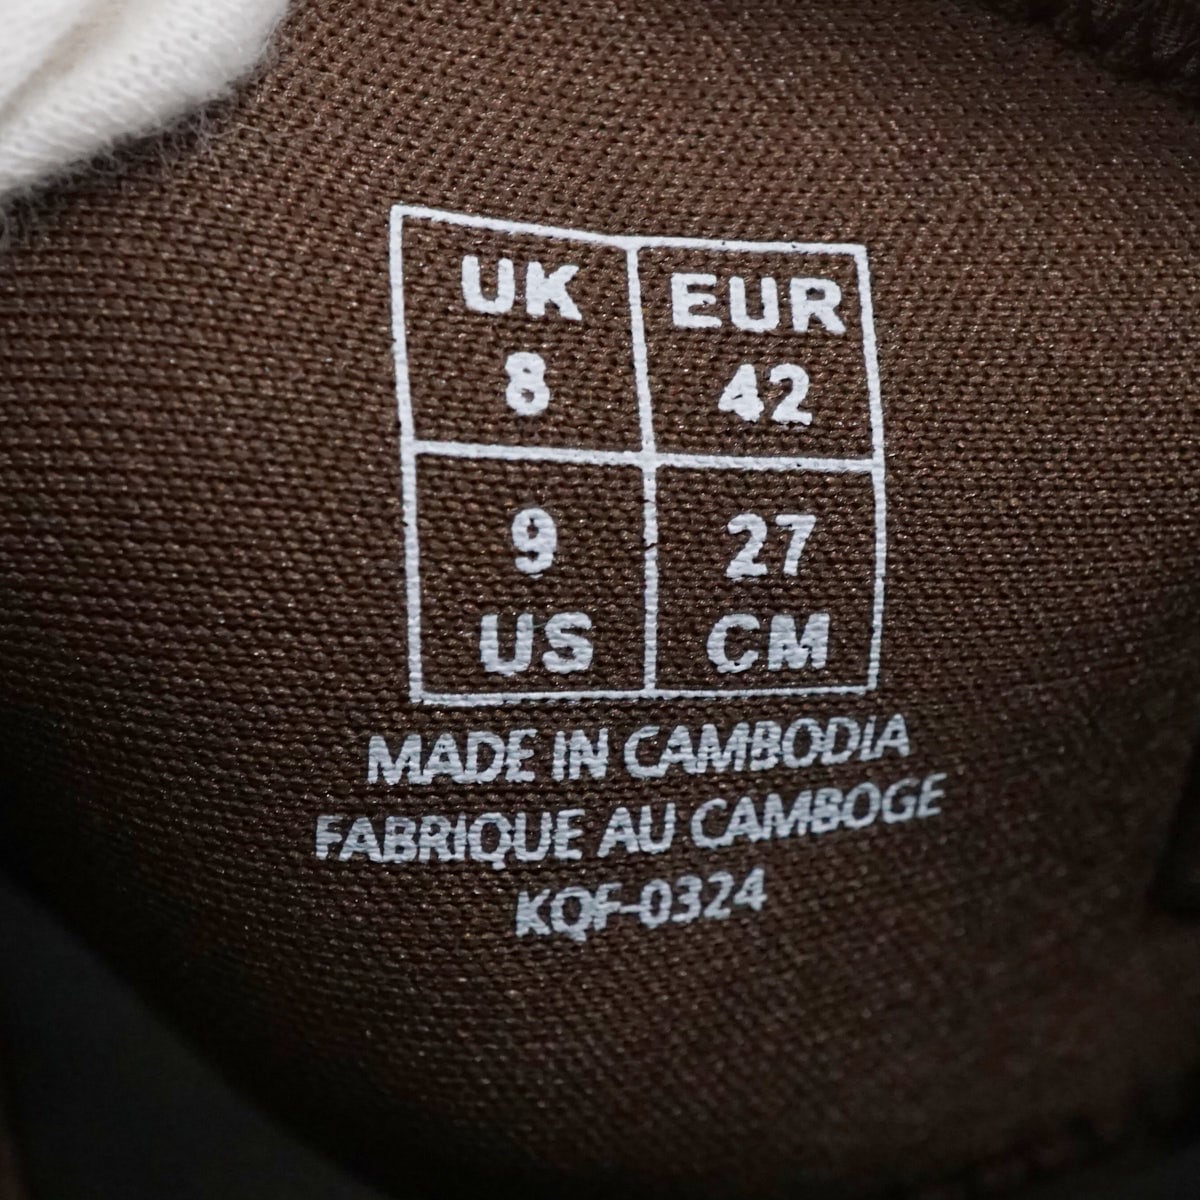 UK EUR
8 42
9 27
US CM
MADE IN CAMBODIA
FABRIQUE AU CAMBOGE
KQF-0324